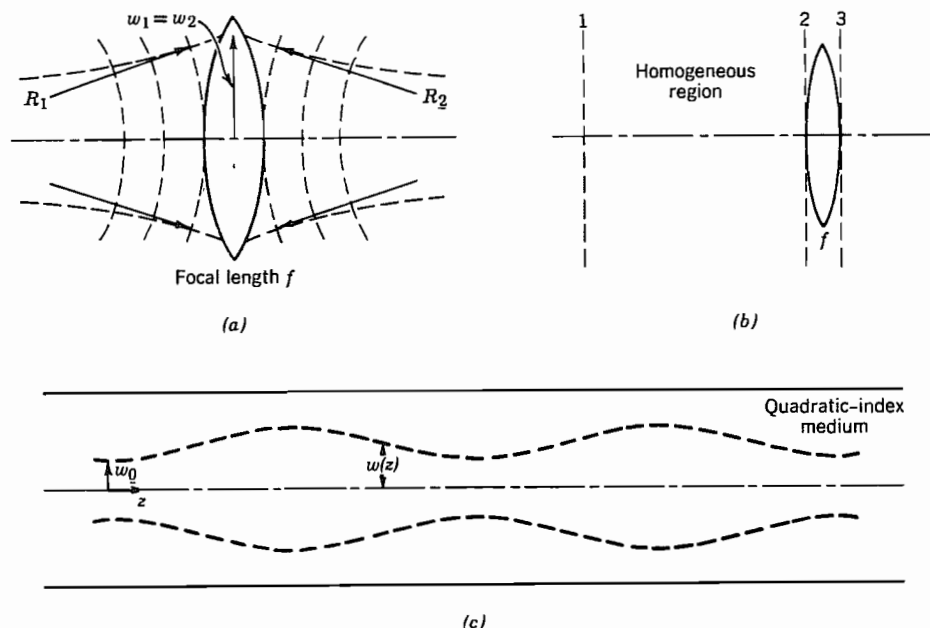 w₁ = w₂
R₁
R₂
Focal length f
(a)
1
2
3
Homogeneous
region
f
(b)
Quadratic-index
medium
w₀
z
w(z)
(c)